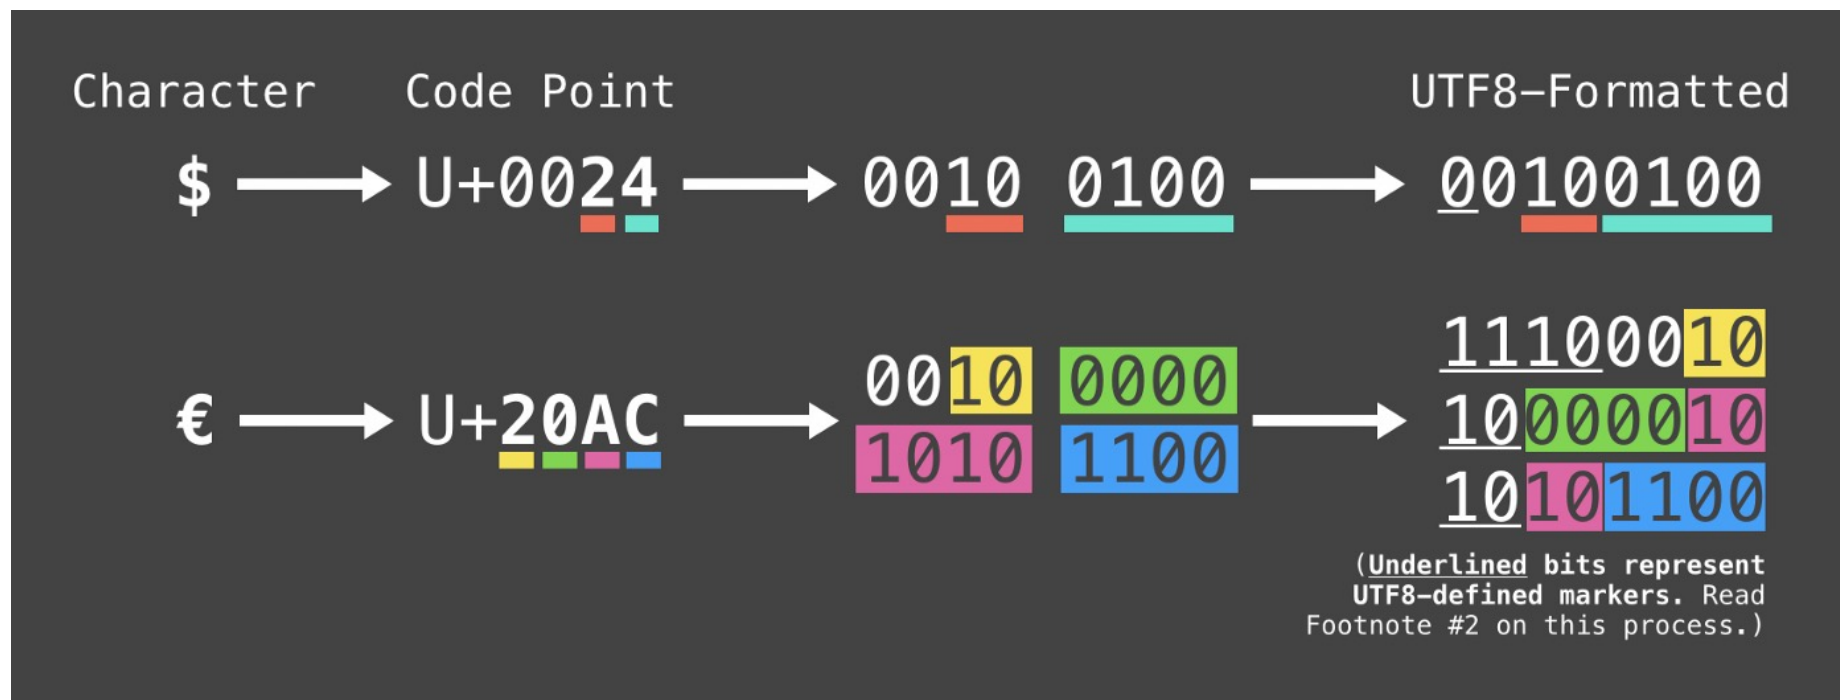 Character Code Point UTF8-Formatted
$ U+0024 0010 0100 00100100
€ U+20AC 0010 0000 1010 1100 11100010 10000010 10101100
(Underlined bits represent
UTF8-defined markers. Read
Footnote #2 on this process.)